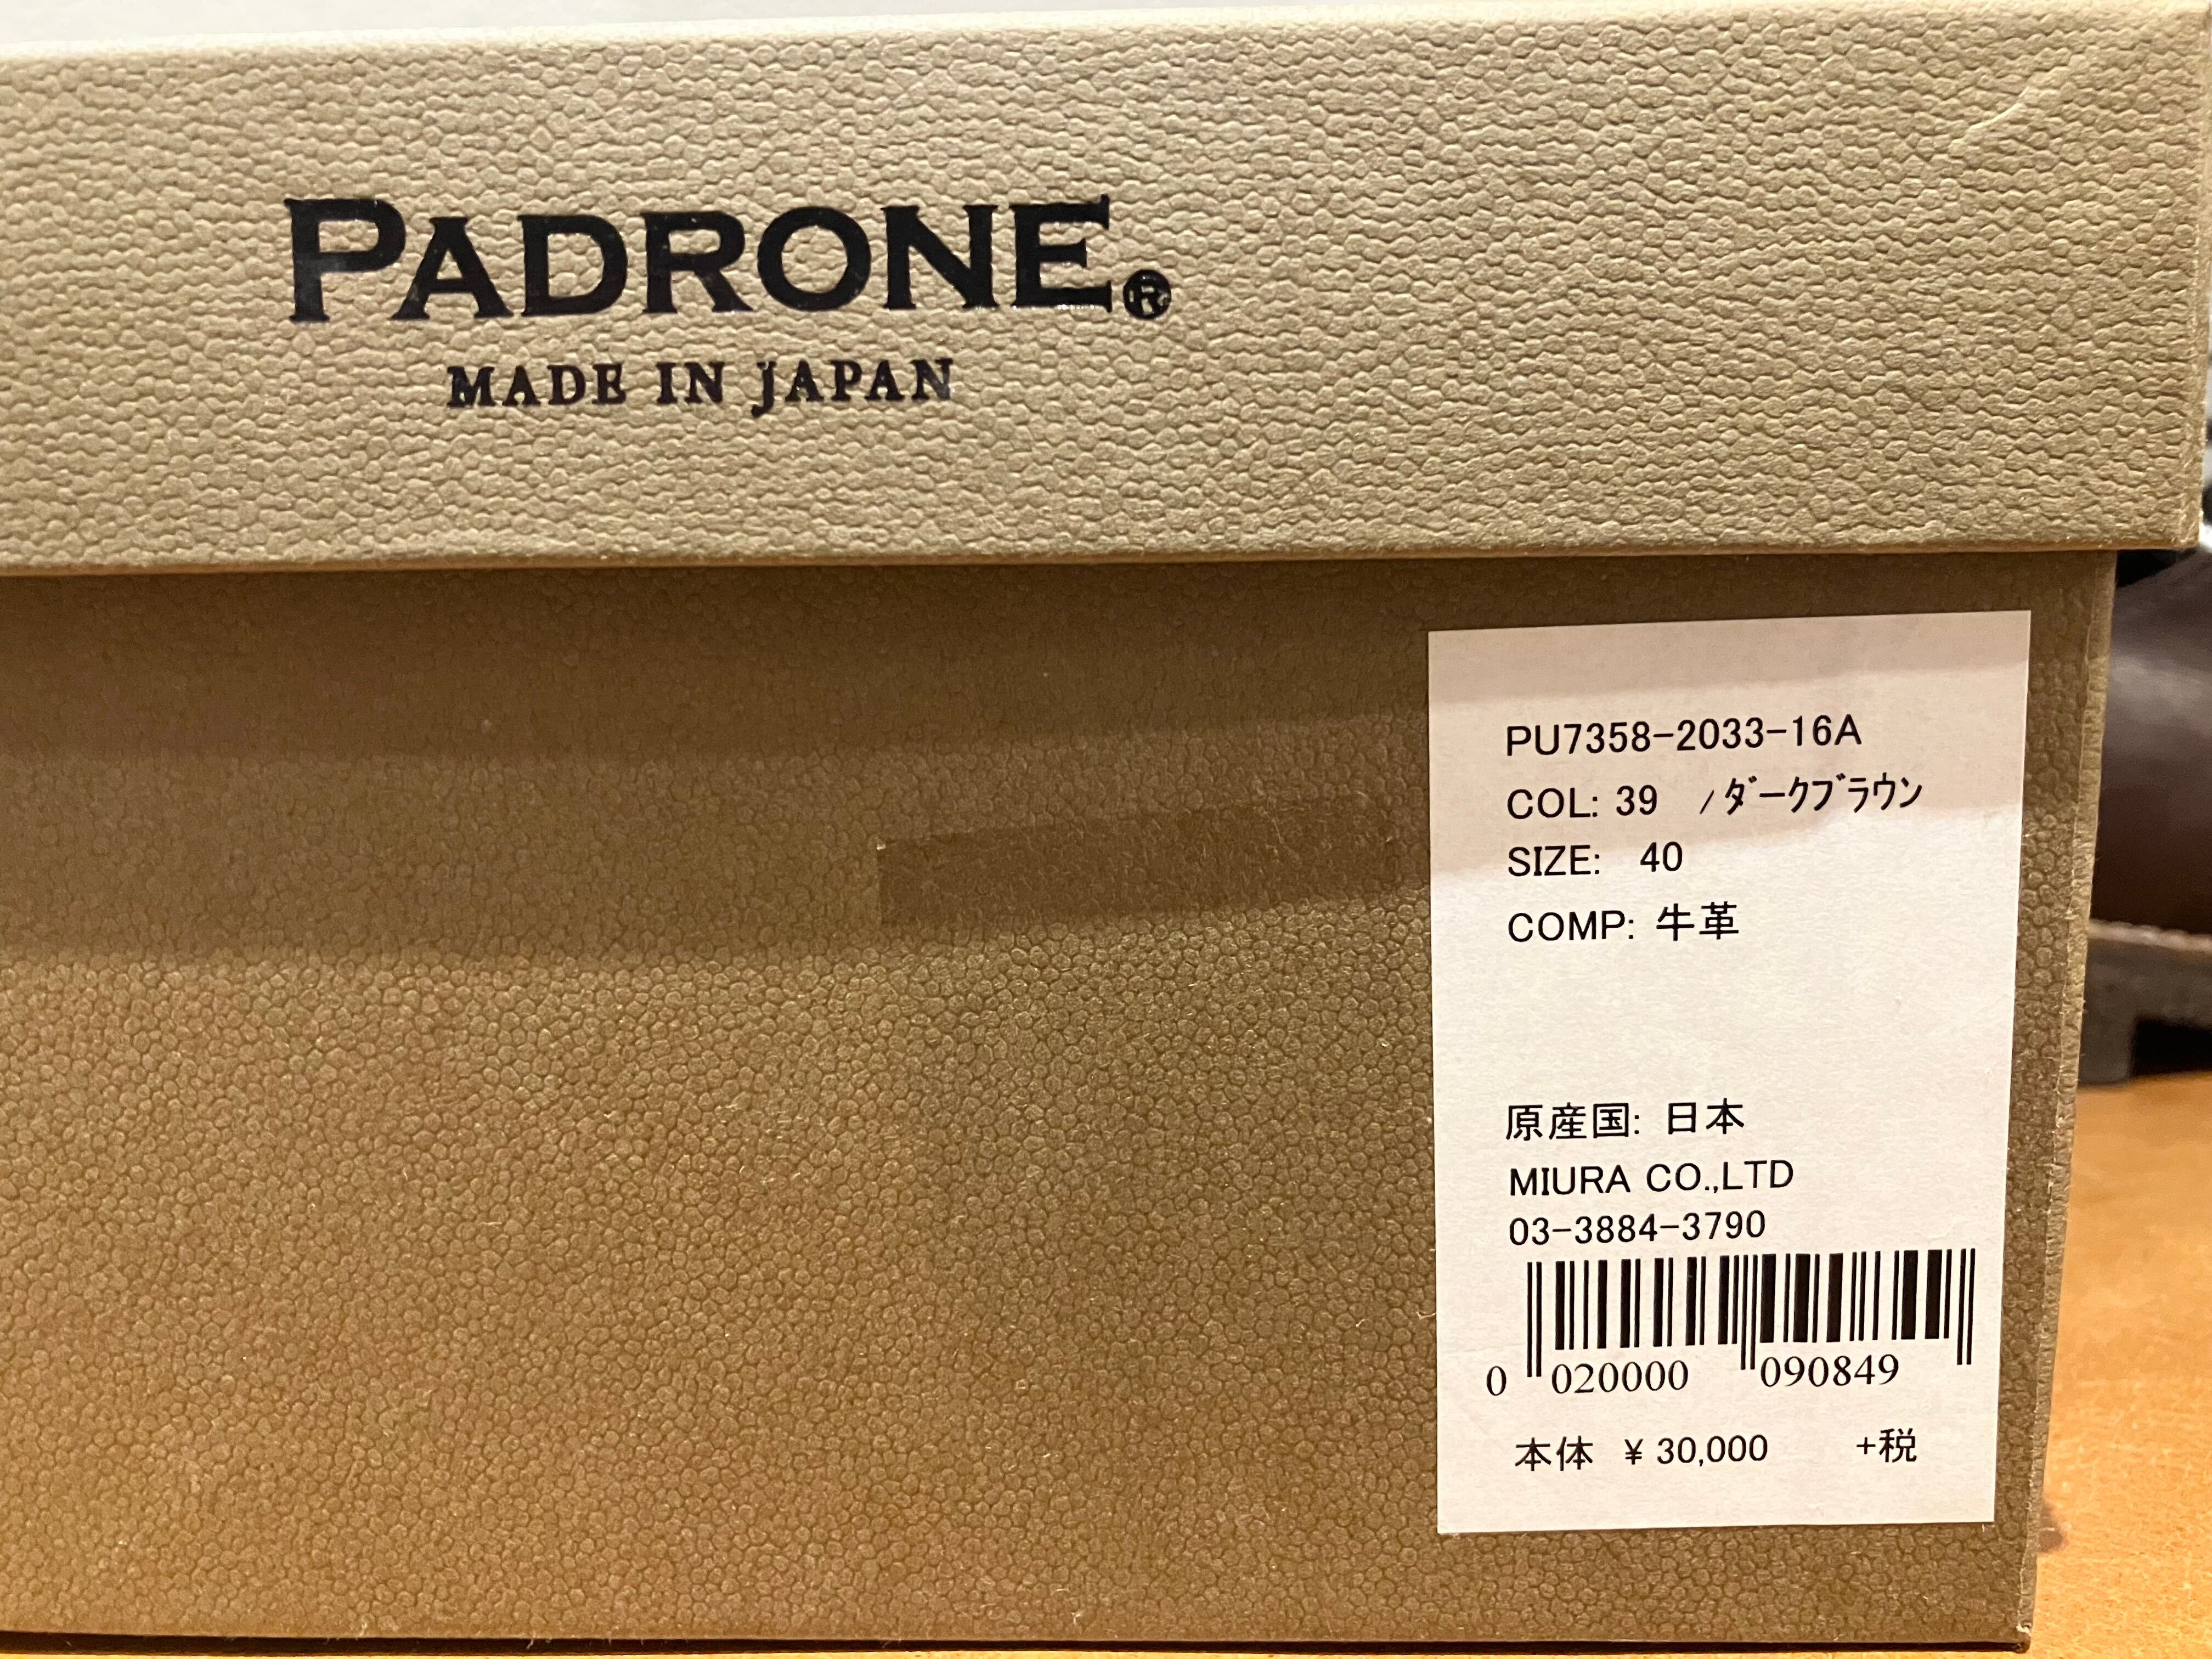 PADRONE®
MADE IN JAPAN
PU7358-2033-16A
COL: 39 /ﾀﾞｰｸﾌﾞﾗｳﾝ
SIZE: 40
COMP: 牛革
原産国: 日本
MIURA CO.,LTD
03-3884-3790
0 020000 090849
本体 ¥ 30,000 +税